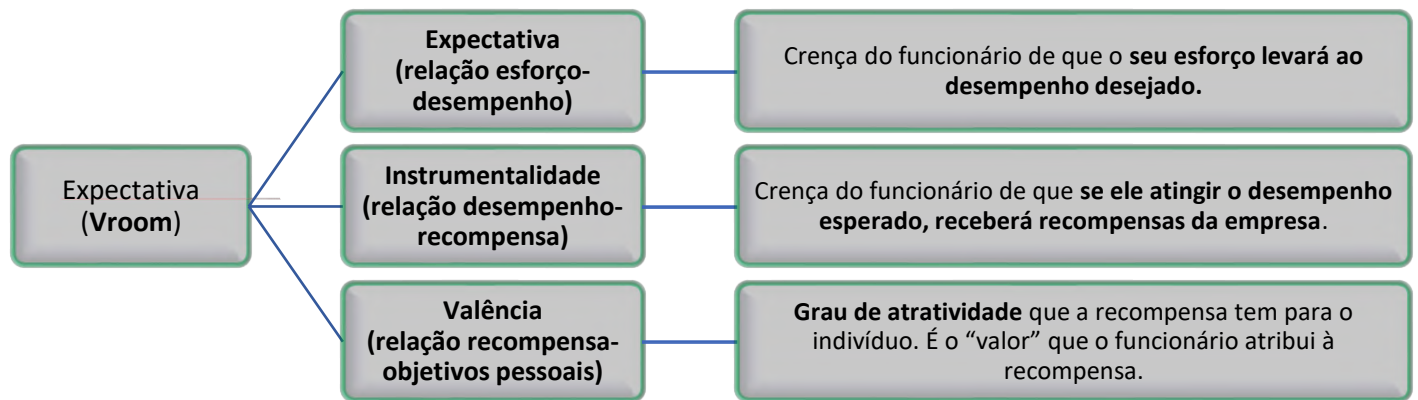 Expectativa
(relação esforço-
desempenho)
Crença do funcionário de que o seu esforço levará ao
desempenho desejado.
Expectativa
(Vroom)
Instrumentalidade
(relação desempenho-
recompensa)
Crença do funcionário de que se ele atingir o desempenho
esperado, receberá recompensas da empresa.
Valência
(relação recompensa-
objetivos pessoais)
Grau de atratividade que a recompensa tem para o
indivíduo. É o “valor” que o funcionário atribui à
recompensa.